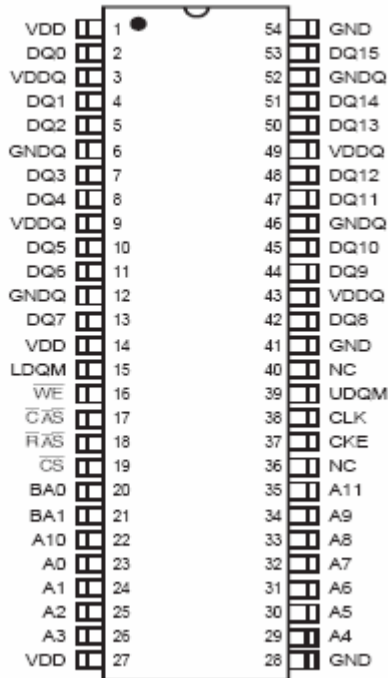 VDD 1 54 GND
DQ0 2 53 DQ15
VDDQ 3 52 GNDQ
DQ1 4 51 DQ14
DQ2 5 50 DQ13
GNDQ 6 49 VDDQ
DQ3 7 48 DQ12
DQ4 8 47 DQ11
VDDQ 9 46 GNDQ
DQ5 10 45 DQ10
DQ6 11 44 DQ9
GNDQ 12 43 VDDQ
DQ7 13 42 DQ8
VDD 14 41 GND
LDQM 15 40 NC
W̅E̅ 16 39 UDQM
C̅A̅S̅ 17 38 CLK
R̅A̅S̅ 18 37 CKE
C̅S̅ 19 36 NC
BA0 20 35 A11
BA1 21 34 A9
A10 22 33 A8
A0 23 32 A7
A1 24 31 A6
A2 25 30 A5
A3 26 29 A4
VDD 27 28 GND